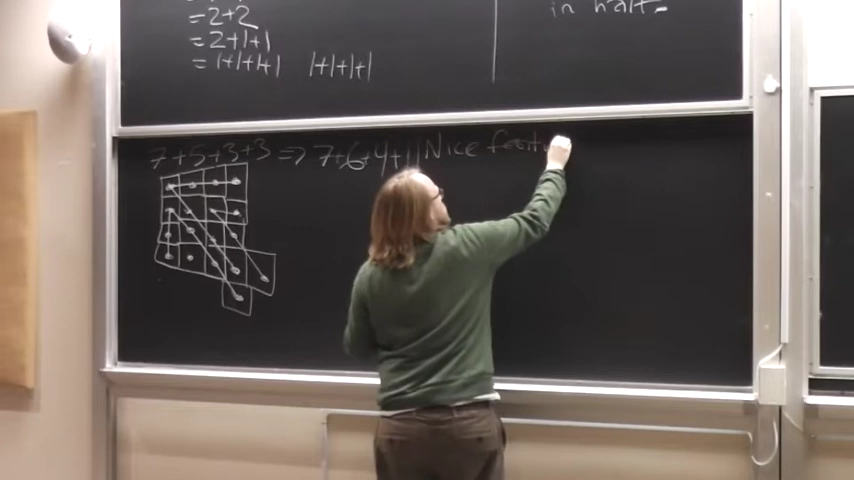 = 2+2
= 2+1+1
= 1+1+1+1 1+1+1+1
in half.
7+5+3+3 => 7+6+4+1 Nice featu